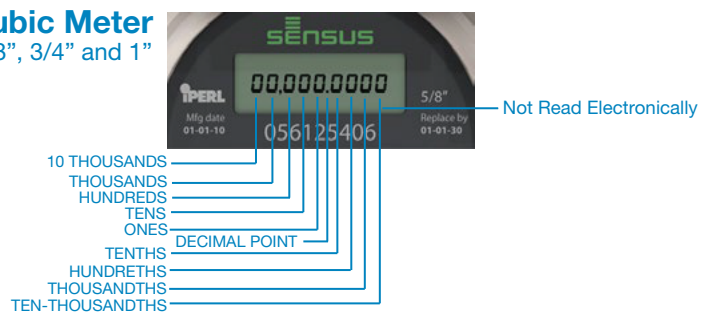 ubic Meter
8”, 3/4” and 1”
sensus
00,000.0000
iPERL
5/8"
Not Read Electronically
Mfg date
01-01-10
056125406
Replace by
01-01-30
10 THOUSANDS
THOUSANDS
HUNDREDS
TENS
ONES
DECIMAL POINT
TENTHS
HUNDRETHS
THOUSANDTHS
TEN-THOUSANDTHS